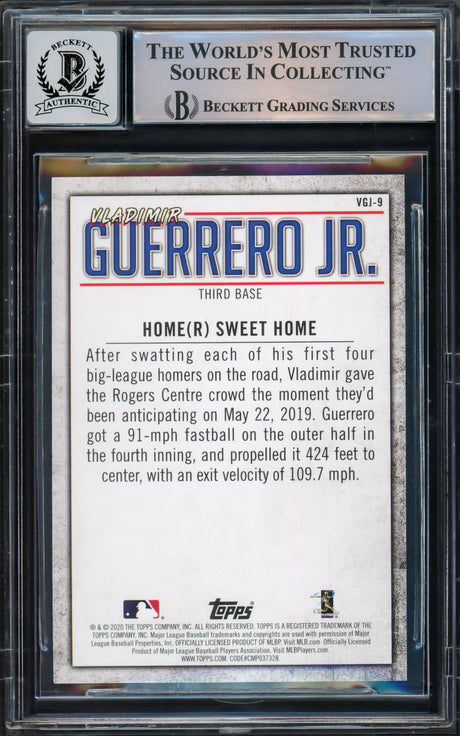 BECKETT
B
AUTHENTIC
THE WORLD'S MOST TRUSTED
SOURCE IN COLLECTING™
B BECKETT GRADING SERVICES
VGJ-9
VLADIMIR
GUERRERO JR.
THIRD BASE
HOME(R) SWEET HOME
After swatting each of his first four
big-league homers on the road, Vladimir gave
the Rogers Centre crowd the moment they'd
been anticipating on May 22, 2019. Guerrero
got a 91-mph fastball on the outer half in
the fourth inning, and propelled it 424 feet to
center, with an exit velocity of 109.7 mph.
topps
® & © 2020 THE TOPPS COMPANY, INC. ALL RIGHTS RESERVED. TOPPS IS A REGISTERED TRADEMARK OF THE
TOPPS COMPANY, INC. Major League Baseball trademarks and copyrights are used with permission of Major
League Baseball Properties, Inc. OFFICIALLY LICENSED PRODUCT OF MLBP. Visit MLB.com. Officially Licensed
Product of Major League Baseball Players Association. Visit MLBPlayers.com.
WWW.TOPPS.COM. CODE#CMP037328.